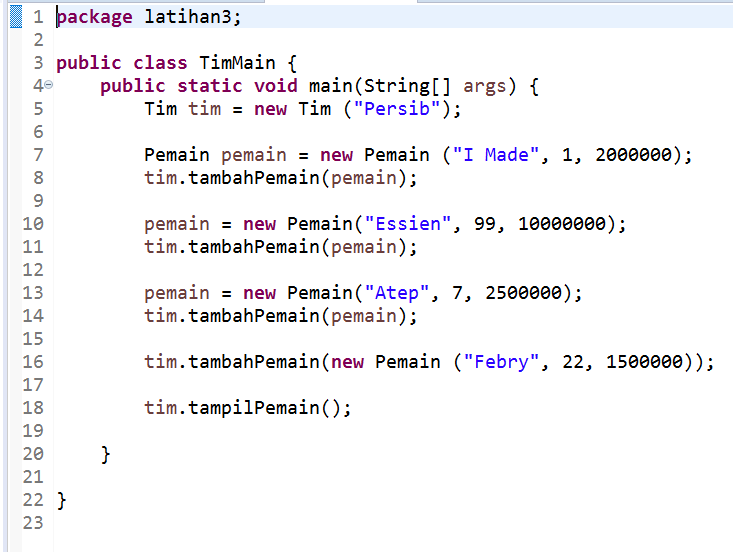 1 package latihan3;
2
3 public class TimMain {
4 public static void main(String[] args) {
5 Tim tim = new Tim ("Persib");
6
7 Pemain pemain = new Pemain ("I Made", 1, 2000000);
8 tim.tambahPemain(pemain);
9
10 pemain = new Pemain("Essien", 99, 10000000);
11 tim.tambahPemain(pemain);
12
13 pemain = new Pemain("Atep", 7, 2500000);
14 tim.tambahPemain(pemain);
15
16 tim.tambahPemain(new Pemain ("Febry", 22, 1500000));
17
18 tim.tampilPemain();
19
20 }
21
22 }
23